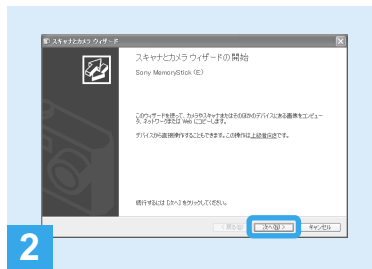 スキャナとカメラ ウィザード
スキャナとカメラ ウィザードの開始
Sony MemoryStick (E)
このウィザードを使って、カメラやスキャナまたはそのほかのデバイスにある画像をコンピュー
タ、ネットワークまたは Web にコピーします。
デバイスから直接操作することもできます。この操作は上級者向きです。
続行するには [次へ] をクリックしてください。
< 戻る(B) 次へ(N) > キャンセル
2